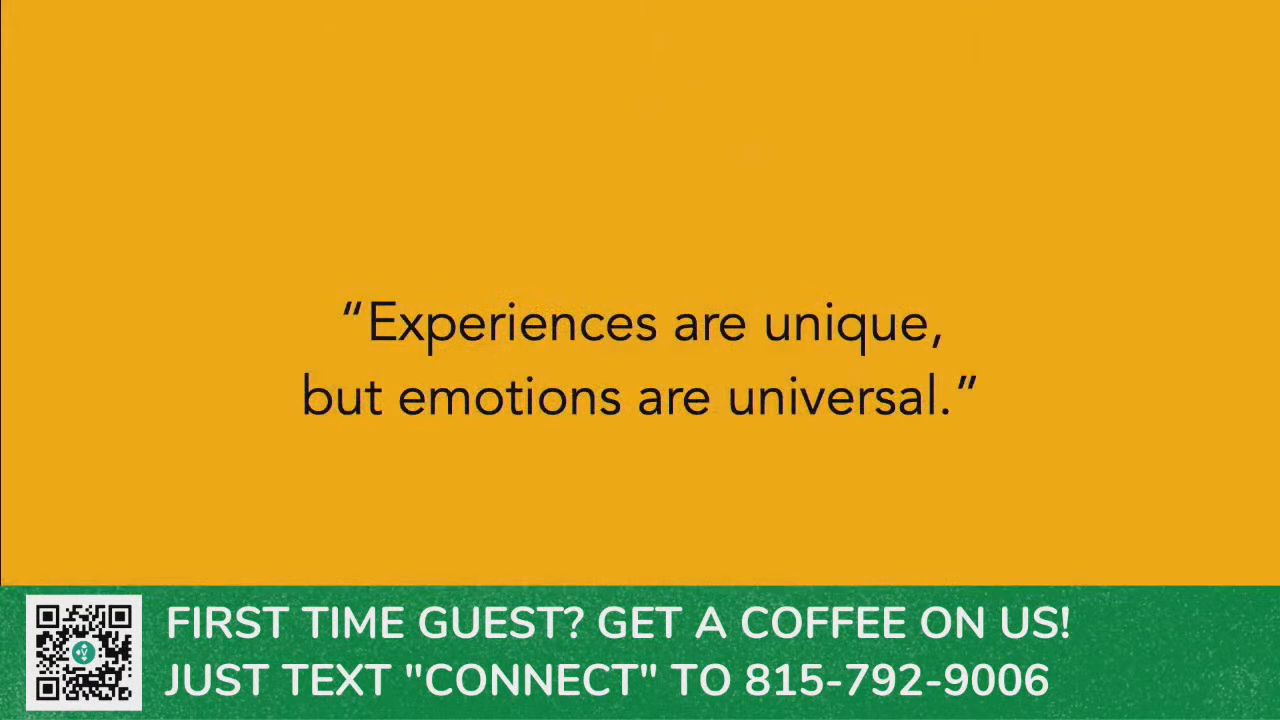 “Experiences are unique,
but emotions are universal.”
FIRST TIME GUEST? GET A COFFEE ON US!
JUST TEXT "CONNECT" TO 815-792-9006